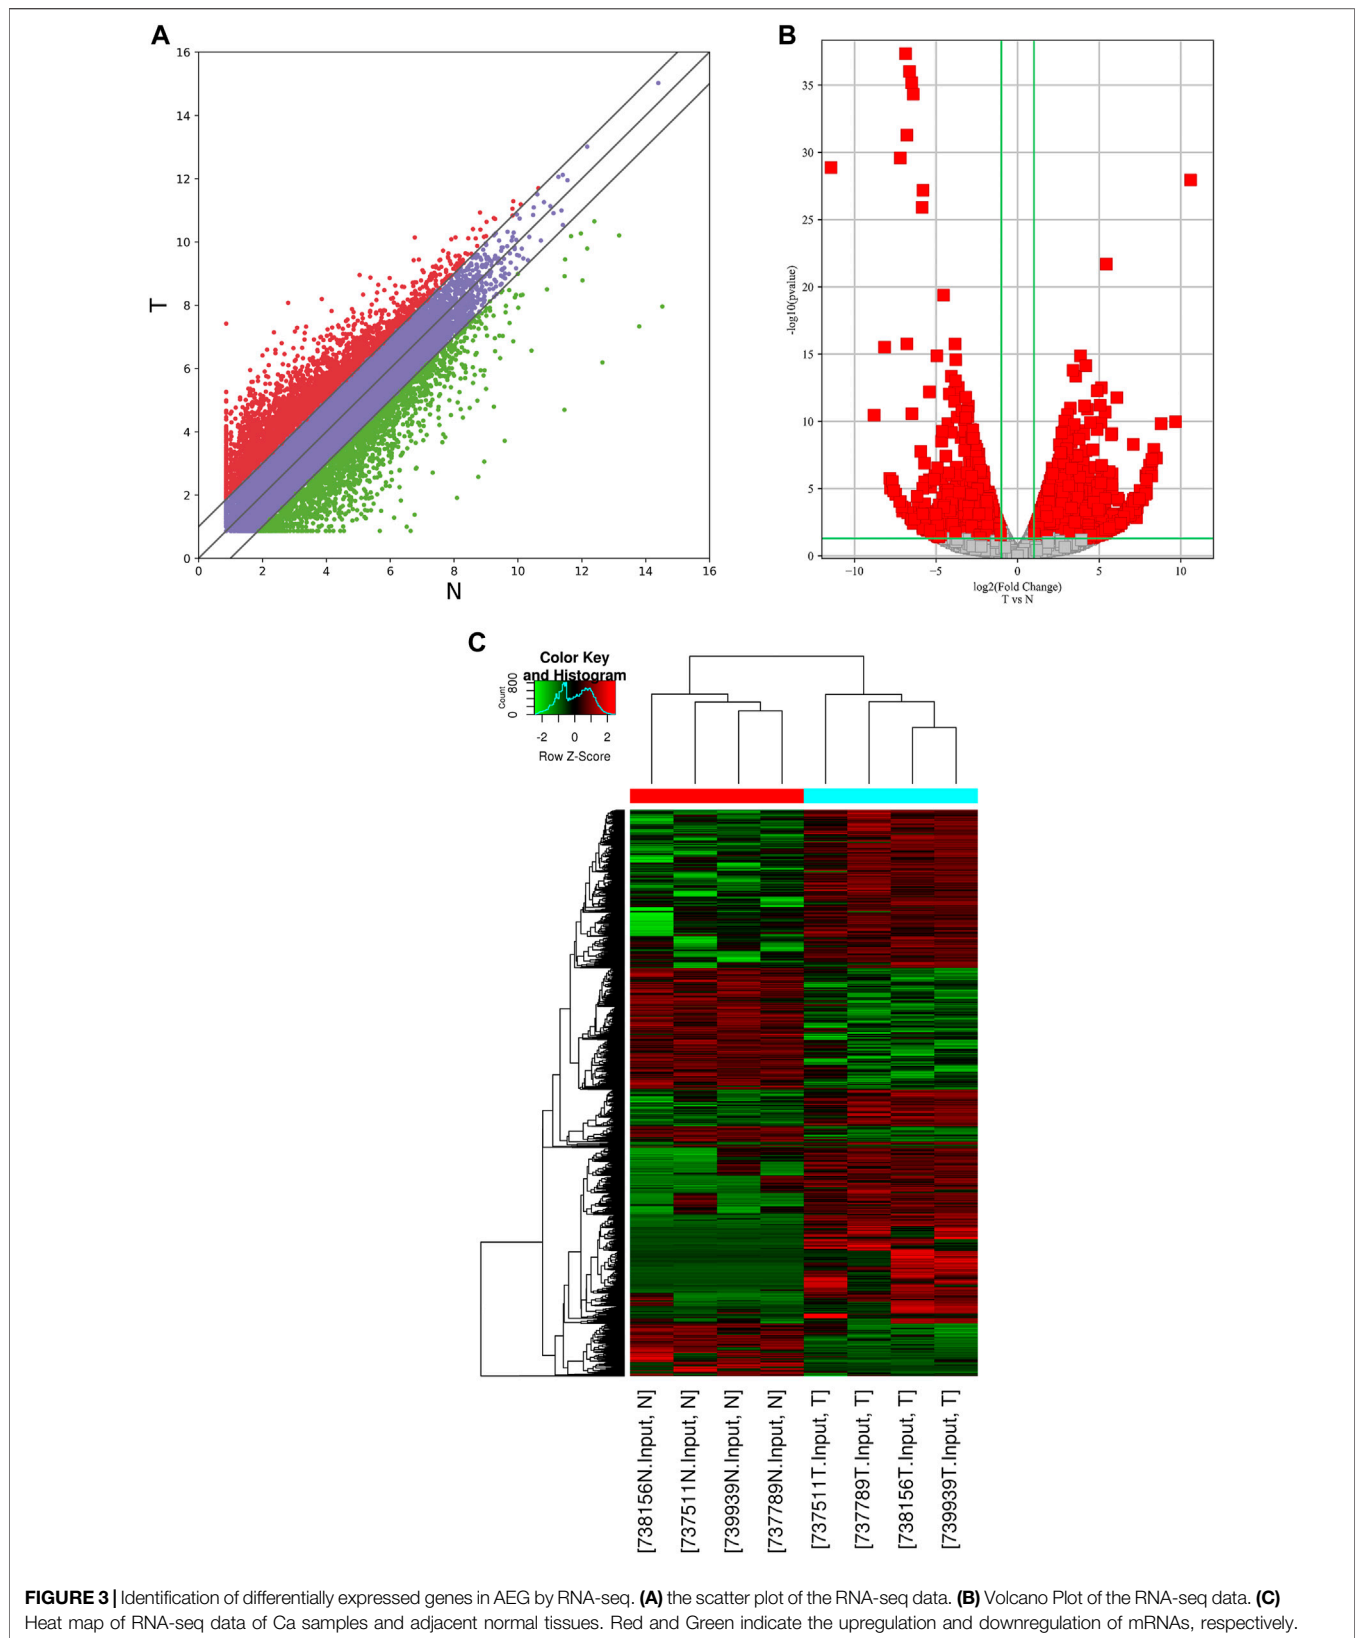 A
16
14
12
10
8
6
4
2
0
T
0 2 4 6 8 10 12 14 16
N
B
35
30
25
20
15
10
5
0
-log10(pvalue)
−10 −5 0 5 10
log2(Fold Change)
T vs N
C
Color Key
and Histogram
Count
0 800
-2 0 2
Row Z-Score
[738156N.Input, N]
[737511N.Input, N]
[739939N.Input, N]
[737789N.Input, N]
[737511T.Input, T]
[737789T.Input, T]
[738156T.Input, T]
[739939T.Input, T]
FIGURE 3 | Identification of differentially expressed genes in AEG by RNA-seq. (A) the scatter plot of the RNA-seq data. (B) Volcano Plot of the RNA-seq data. (C)
Heat map of RNA-seq data of Ca samples and adjacent normal tissues. Red and Green indicate the upregulation and downregulation of mRNAs, respectively.